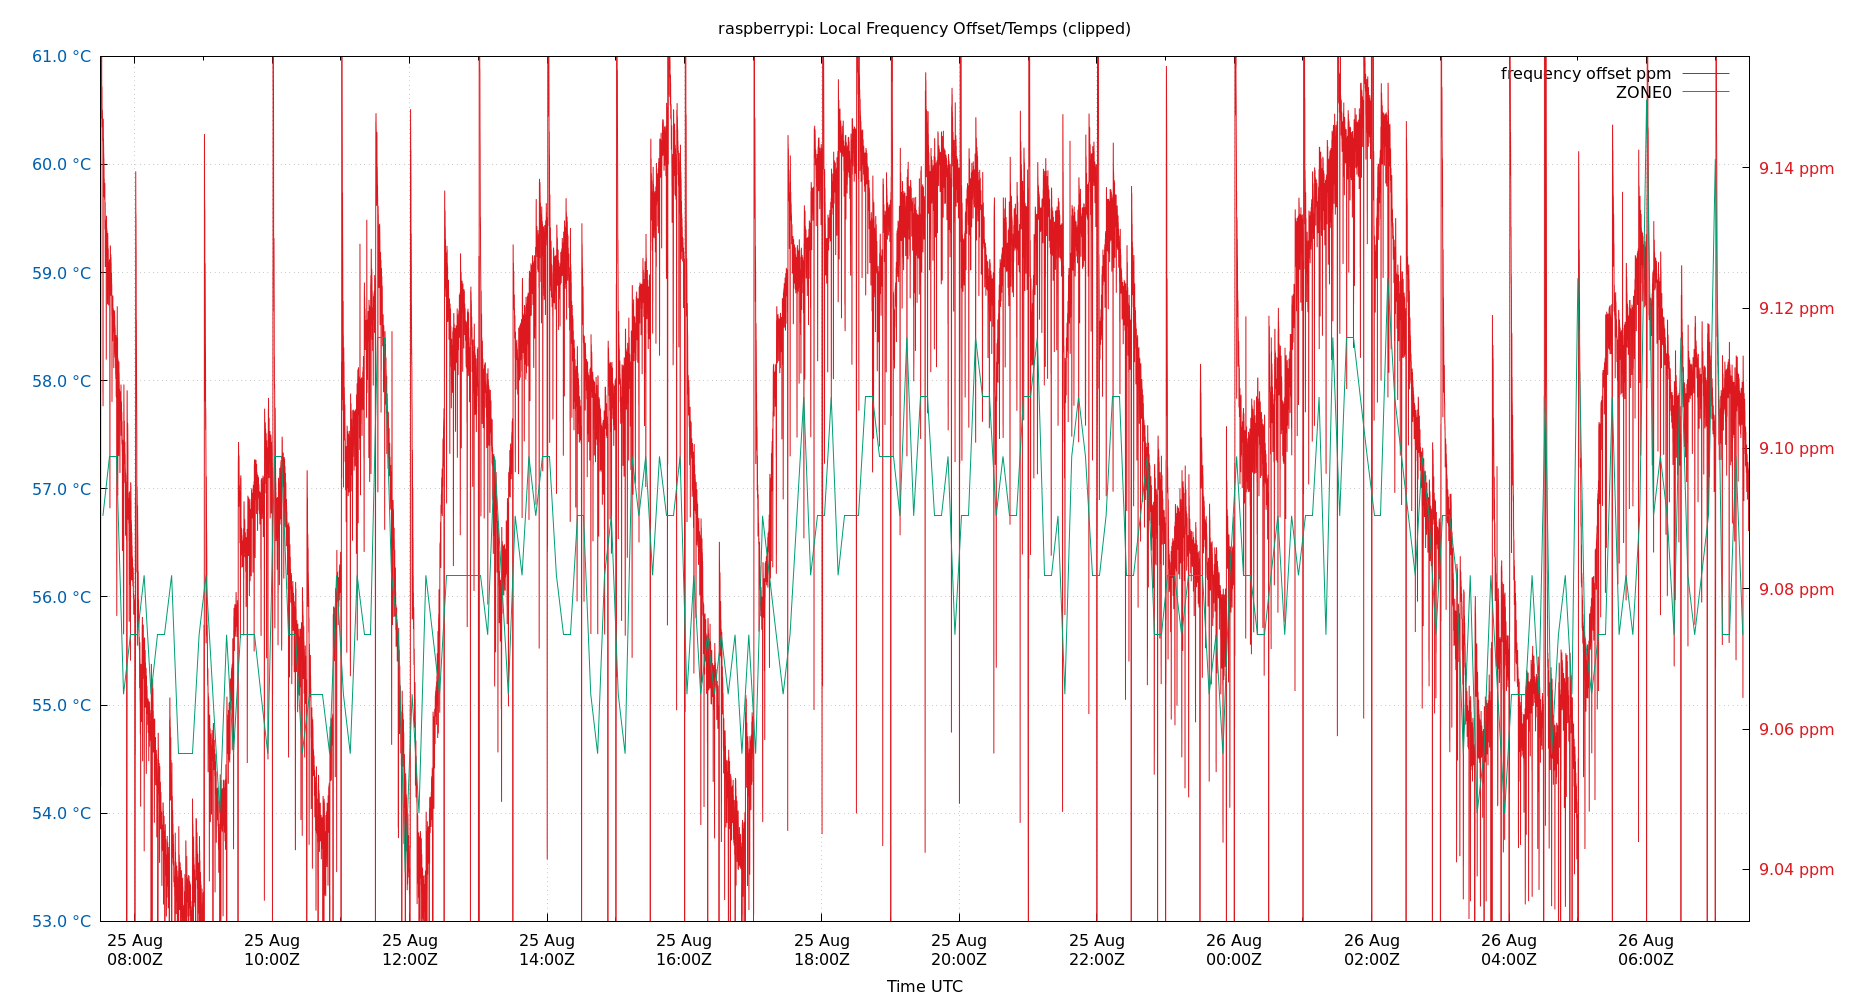 raspberrypi: Local Frequency Offset/Temps (clipped)
frequency offset ppm
ZONE0
61.0 °C
60.0 °C
59.0 °C
58.0 °C
57.0 °C
56.0 °C
55.0 °C
54.0 °C
53.0 °C
9.14 ppm
9.12 ppm
9.10 ppm
9.08 ppm
9.06 ppm
9.04 ppm
25 Aug 25 Aug 25 Aug 25 Aug 25 Aug 25 Aug 25 Aug 25 Aug 26 Aug 26 Aug 26 Aug 26 Aug
08:00Z 10:00Z 12:00Z 14:00Z 16:00Z 18:00Z 20:00Z 22:00Z 00:00Z 02:00Z 04:00Z 06:00Z
Time UTC